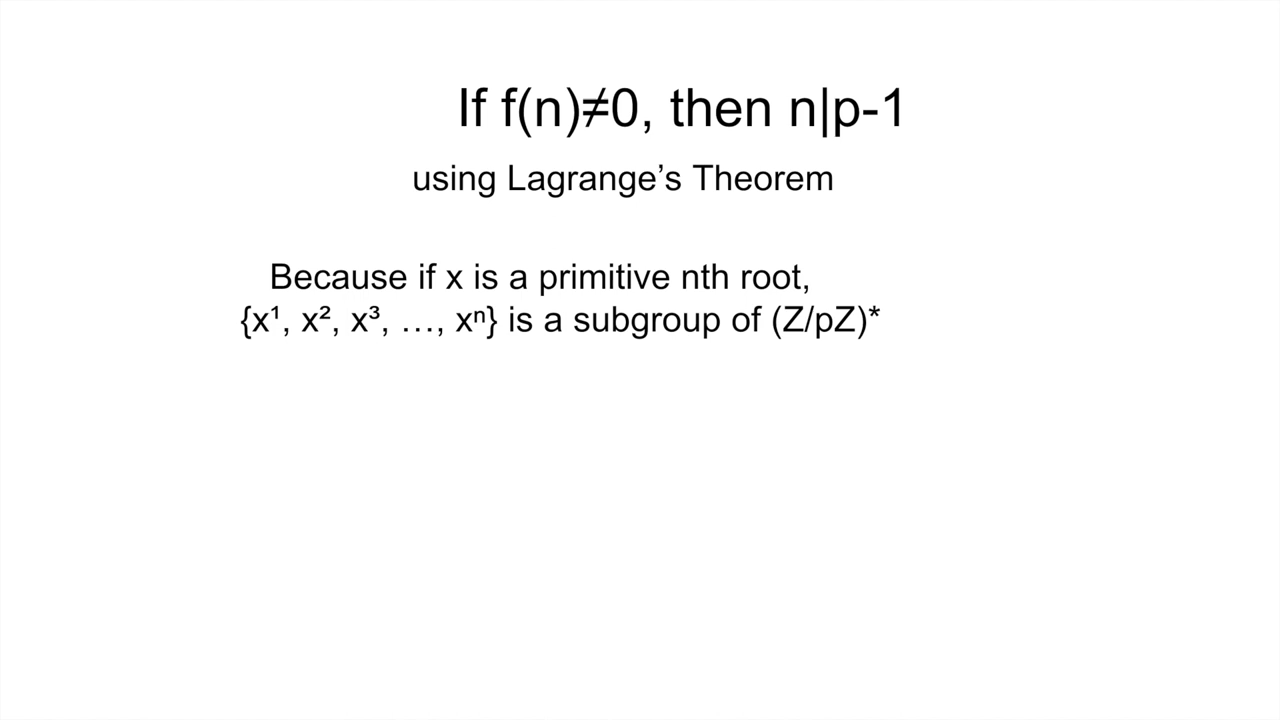 If f(n)≠0, then n|p-1
using Lagrange’s Theorem
Because if x is a primitive nth root,
{x¹, x², x³, …, xⁿ} is a subgroup of (Z/pZ)*